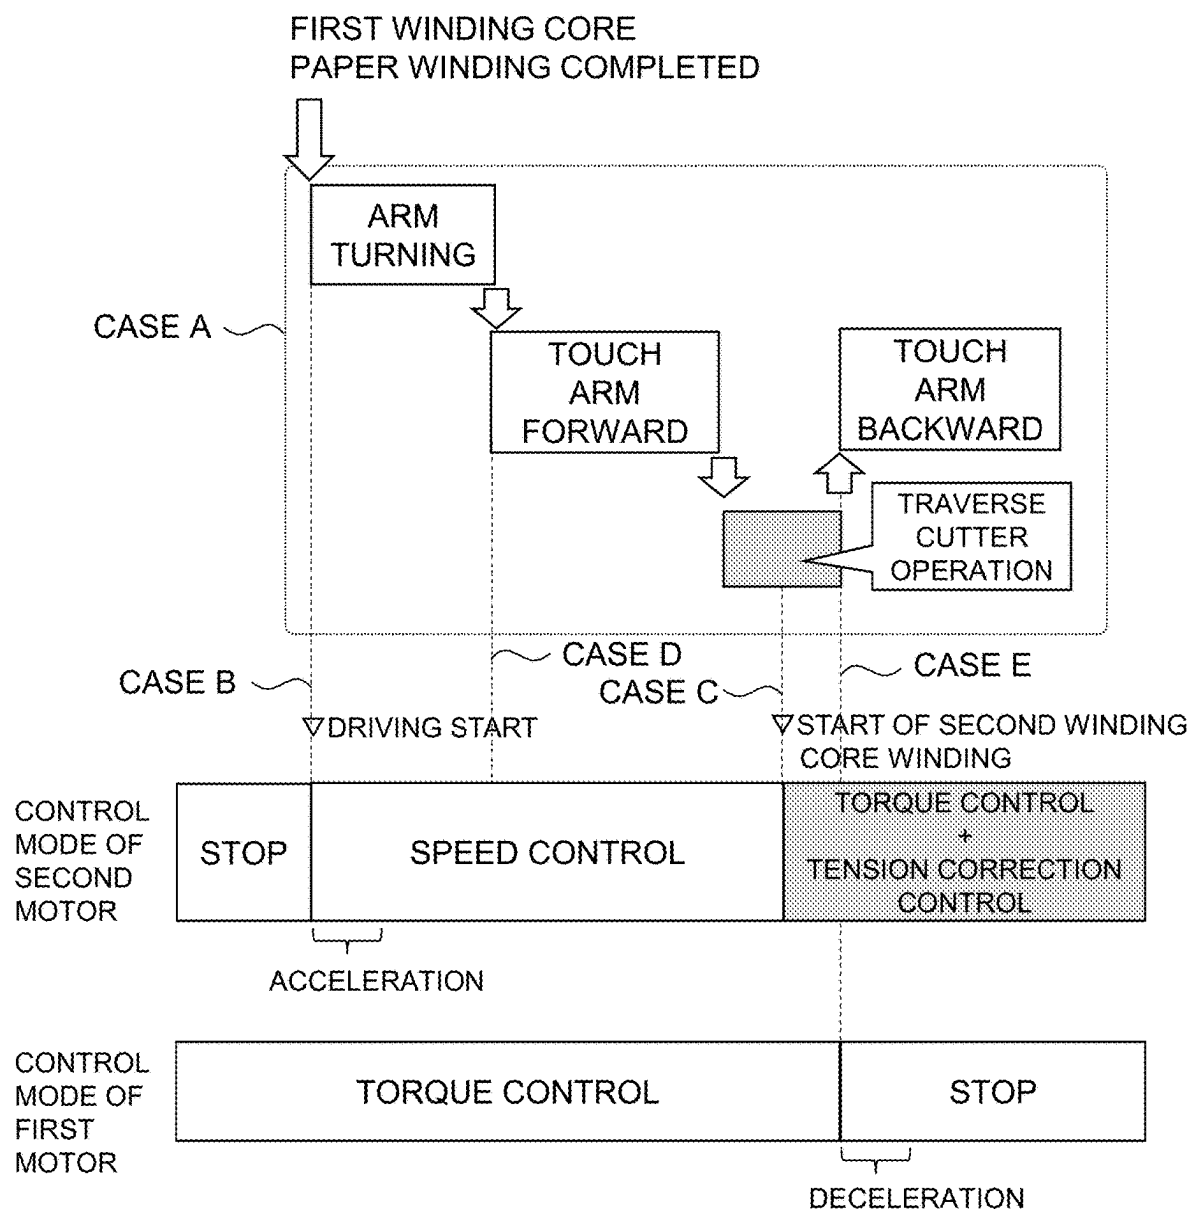 FIRST WINDING CORE
PAPER WINDING COMPLETED
ARM
TURNING
CASE A
TOUCH
ARM
FORWARD
TOUCH
ARM
BACKWARD
TRAVERSE
CUTTER
OPERATION
CASE B
CASE D
CASE C
CASE E
DRIVING START
START OF SECOND WINDING
CORE WINDING
CONTROL
MODE OF
SECOND
MOTOR
STOP
SPEED CONTROL
TORQUE CONTROL
+
TENSION CORRECTION
CONTROL
ACCELERATION
CONTROL
MODE OF
FIRST
MOTOR
TORQUE CONTROL
STOP
DECELERATION